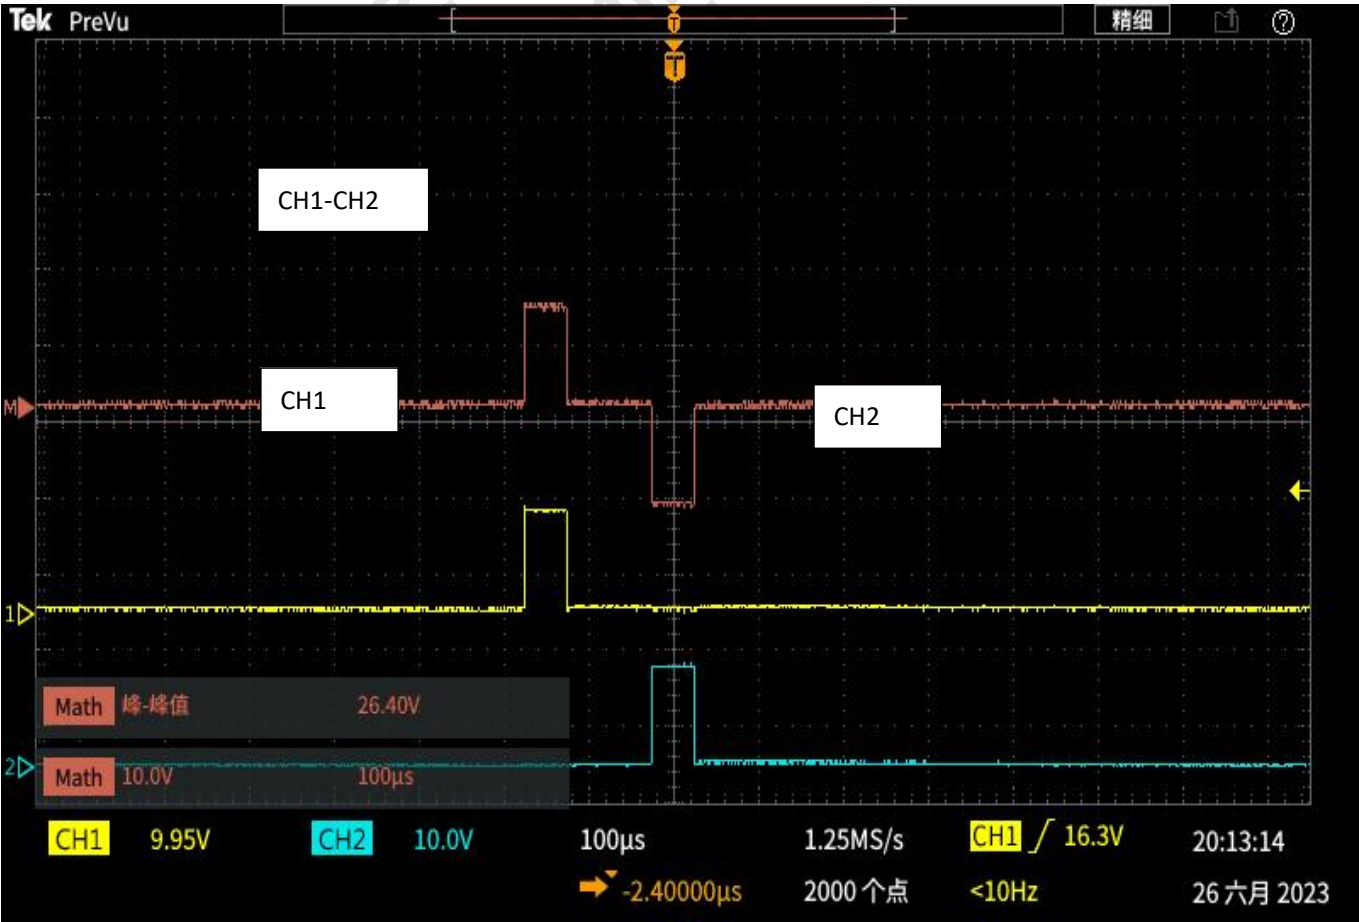 Tek PreVu
T
精细
?
T
CH1-CH2
M
CH1
CH2
1
Math 峰-峰值 26.40V
2
Math 10.0V 100μs
CH1 9.95V CH2 10.0V 100μs 1.25MS/s CH1 16.3V 20:13:14
-2.40000μs 2000 个点 <10Hz 26 六月 2023